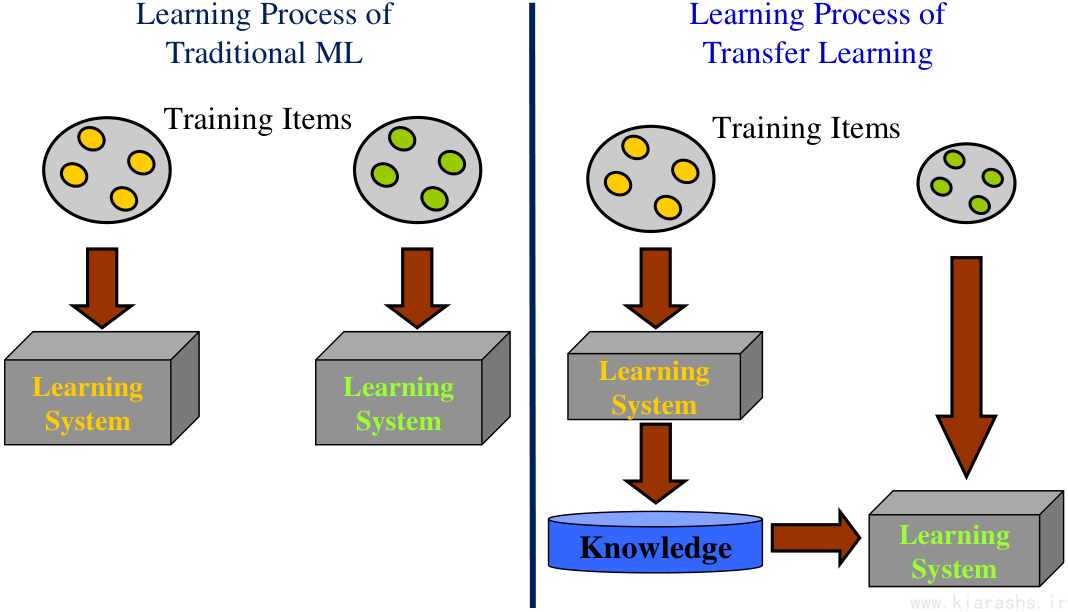 Learning Process of
Traditional ML
Training Items
Learning
System
Learning
System
Learning Process of
Transfer Learning
Training Items
Learning
System
Knowledge
Learning
System
www.kiarashs.ir